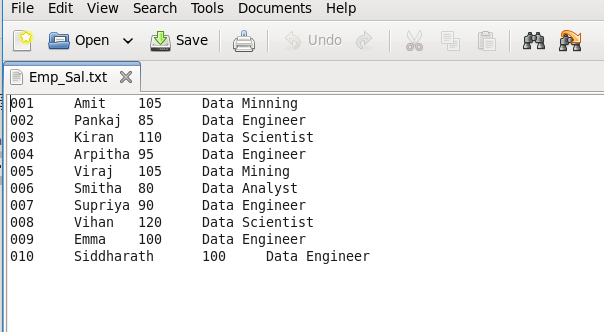 File Edit View Search Tools Documents Help
Open Save Undo
Emp_Sal.txt
001 Amit 105 Data Minning
002 Pankaj 85 Data Engineer
003 Kiran 110 Data Scientist
004 Arpitha 95 Data Engineer
005 Viraj 105 Data Mining
006 Smitha 80 Data Analyst
007 Supriya 90 Data Engineer
008 Vihan 120 Data Scientist
009 Emma 100 Data Engineer
010 Siddharath 100 Data Engineer